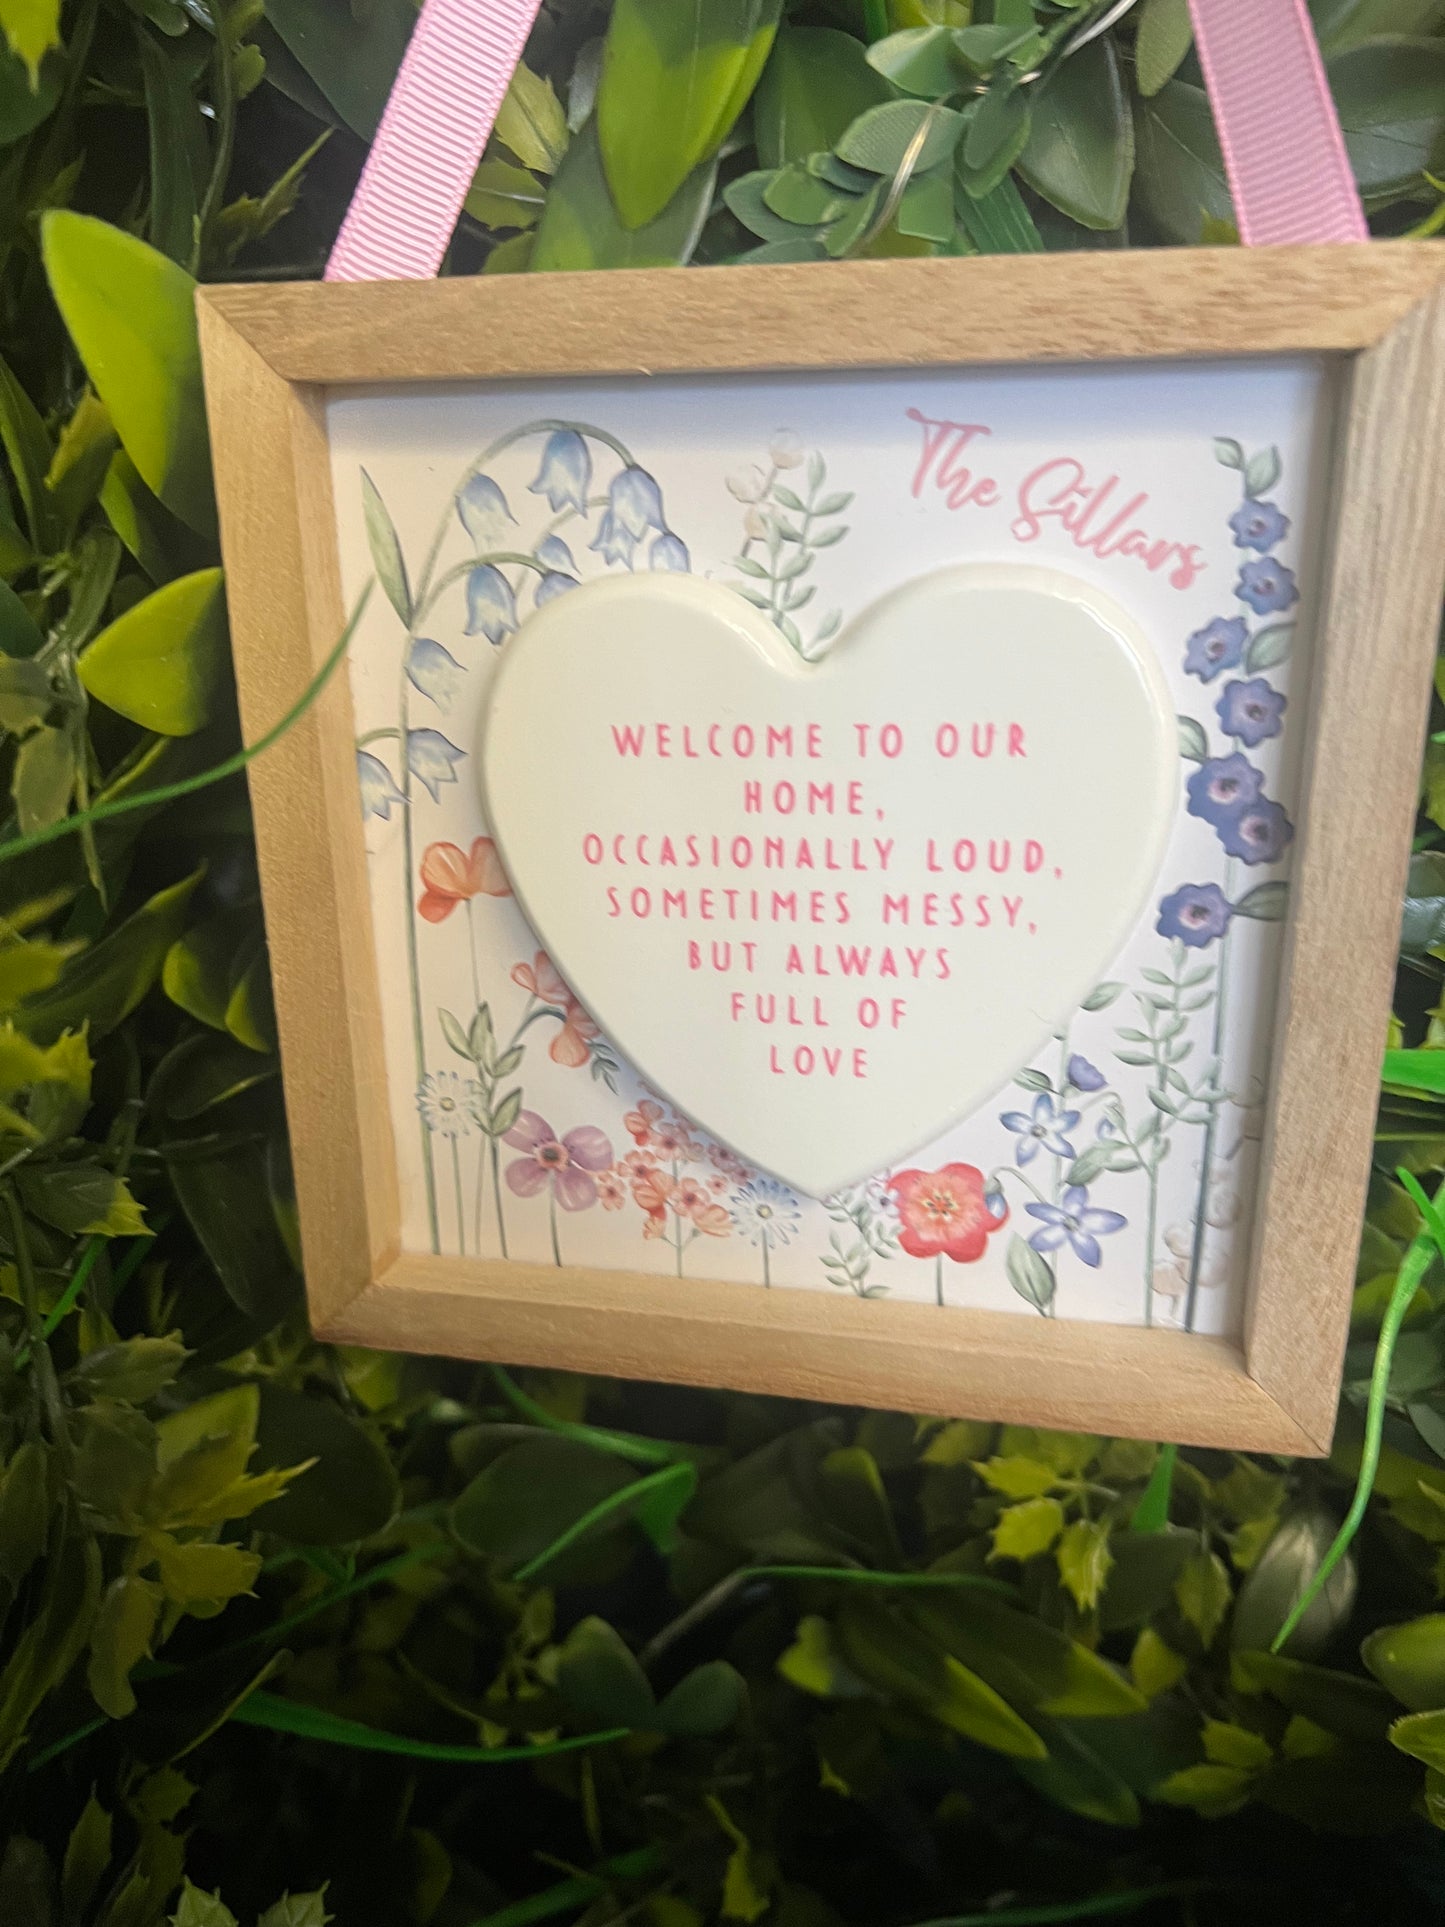 The Sillars
WELCOME TO OUR
HOME,
OCCASIONALLY LOUD,
SOMETIMES MESSY,
BUT ALWAYS
FULL OF
LOVE